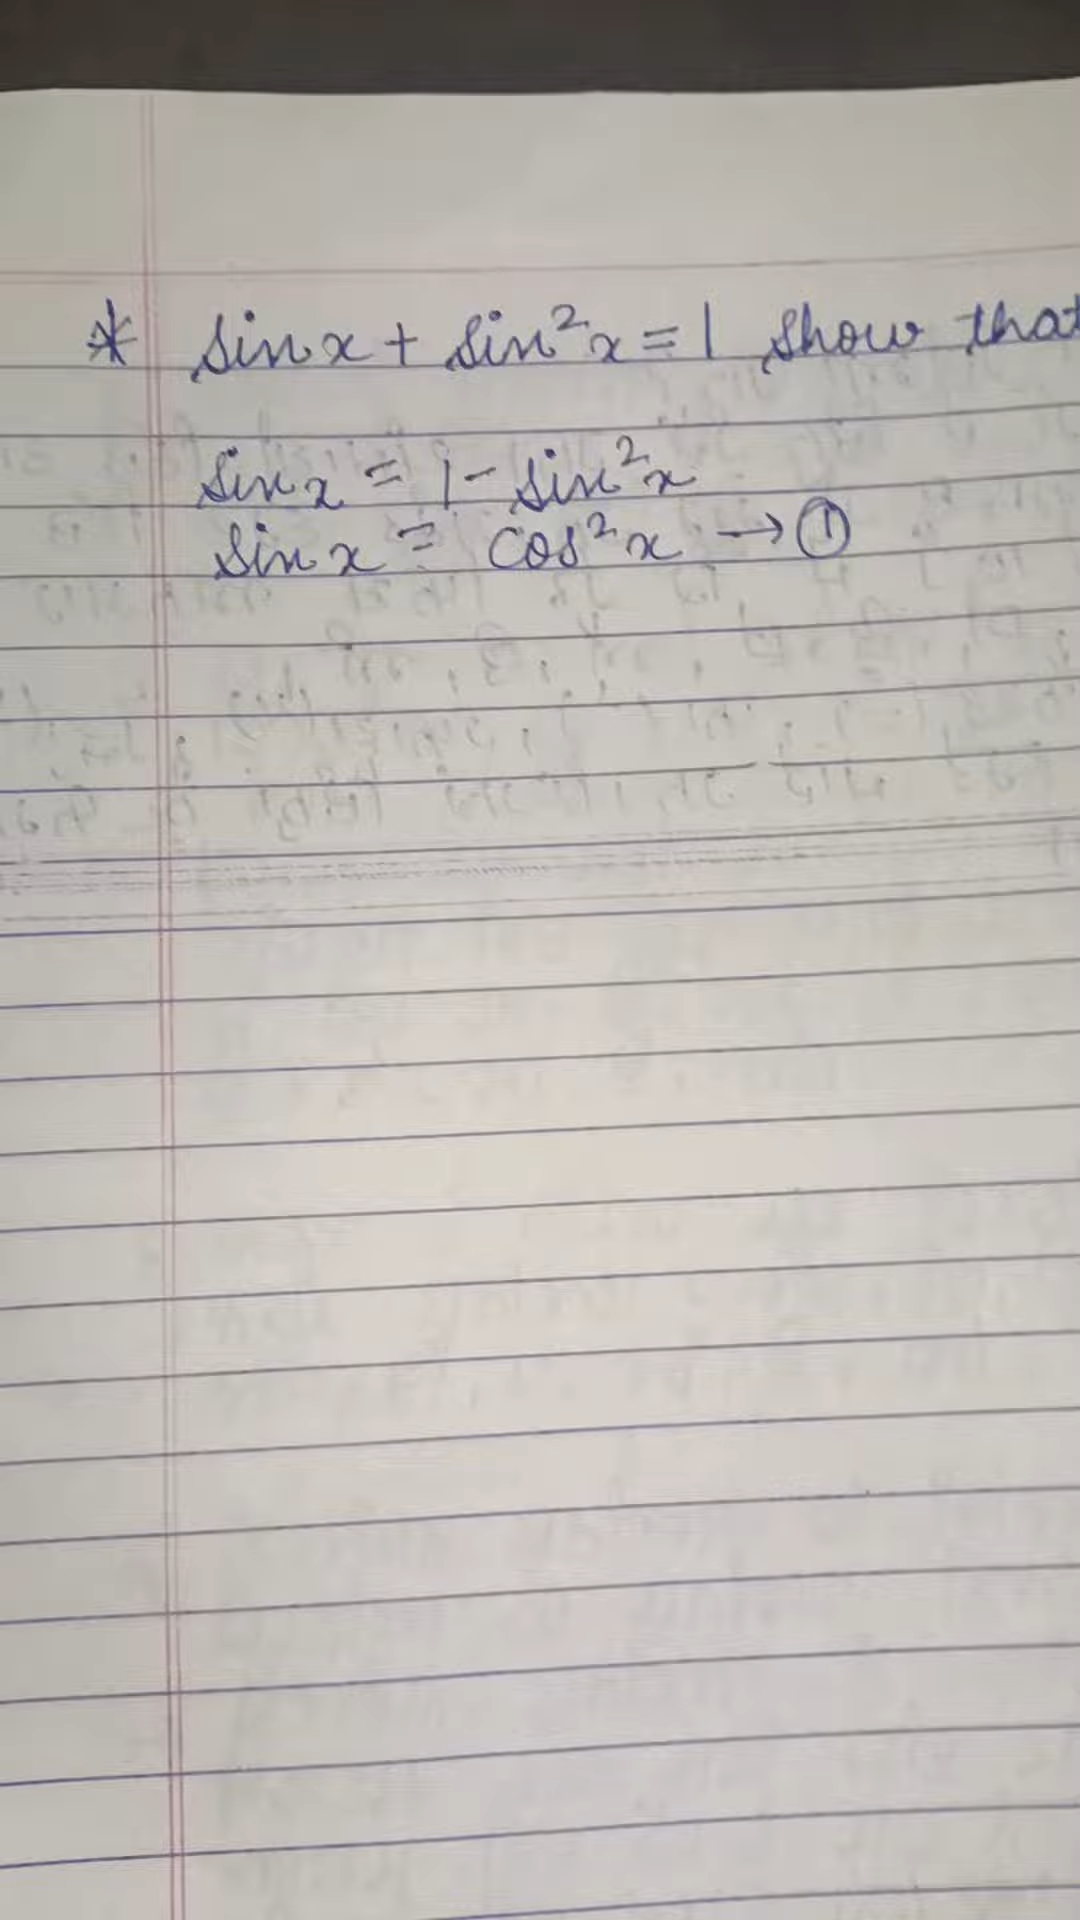 * sin x + sin²x = 1 show that
sin x = 1 - sin²x
sin x = cos²x → ①